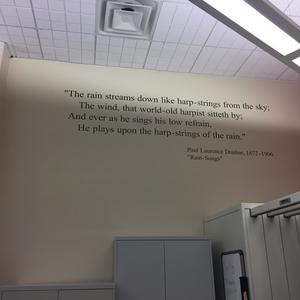 "The rain streams down like harp-strings from the sky;
The wind, that world-old harpist sitteth by;
And ever as he sings his low refrain,
He plays upon the harp-strings of the rain."
Paul Laurence Dunbar, 1872-1906
"Rain-Songs"